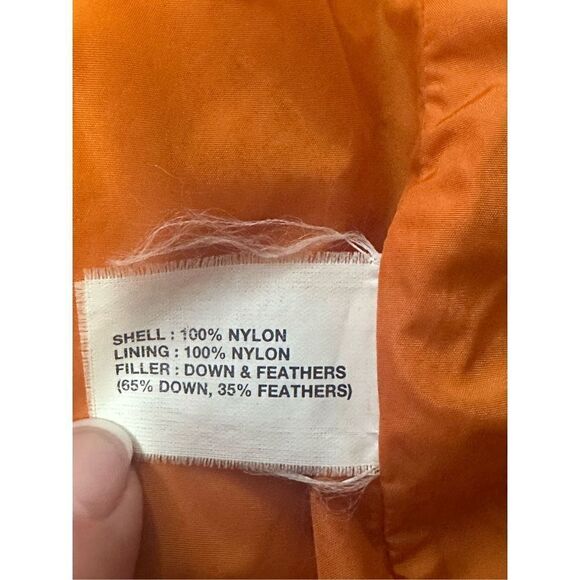 SHELL : 100% NYLON
LINING : 100% NYLON
FILLER : DOWN & FEATHERS
(65% DOWN, 35% FEATHERS)